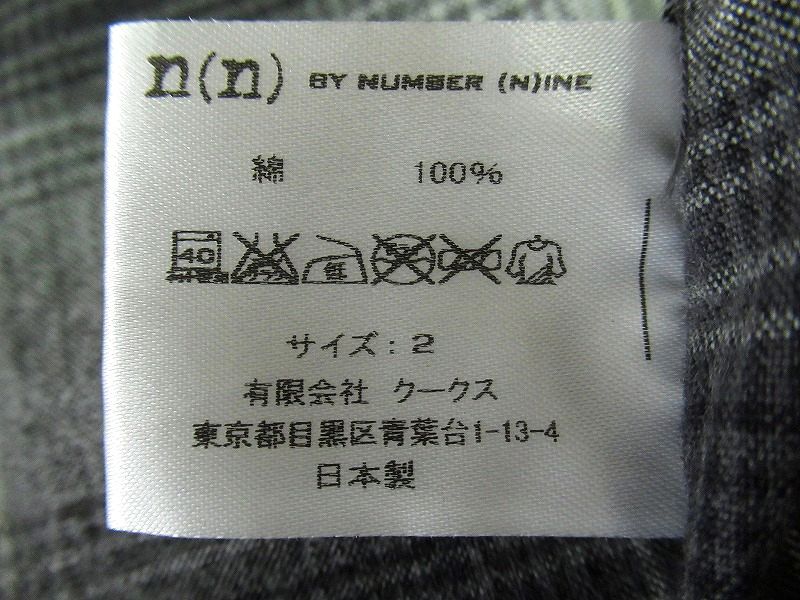 n(n) BY NUMBER (N)INE
綿 100%
40
サイズ: 2
有限会社 クークス
東京都目黒区青葉台1-13-4
日本製